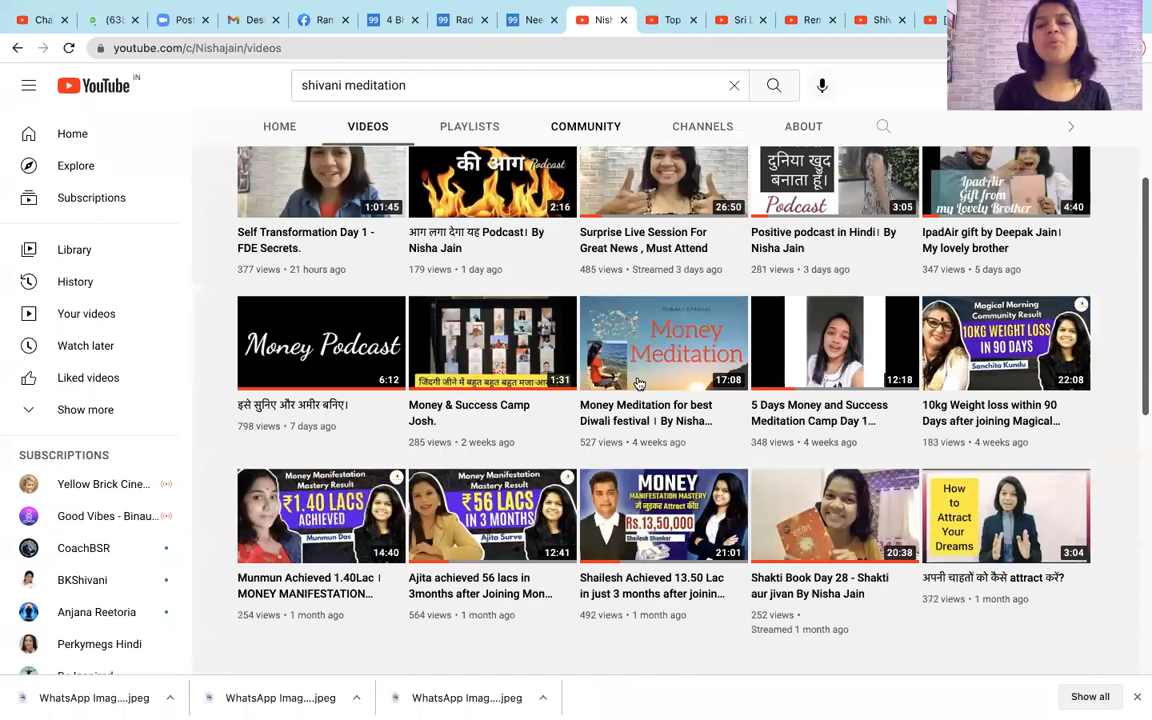 Cha
(63
Post
Gmail
Desa
Ram
4 Bl
Rad
Nee
Nish
Top
Sri L
Ren
Shiv
youtube.com/c/Nishajain/videos
YouTube IN
shivani meditation
HOME VIDEOS PLAYLISTS COMMUNITY CHANNELS ABOUT
Home
Explore
Subscriptions
Library
History
Your videos
Watch later
Liked videos
Show more
SUBSCRIPTIONS
Yellow Brick Cine...
Good Vibes - Binau...
CoachBSR
BKShivani
Anjana Reetoria
Perkymegs Hindi
1:01:45
Self Transformation Day 1 -
FDE Secrets.
377 views • 21 hours ago
की आग Podcast
2:16
आग लगा देगा यह Podcast। By
Nisha Jain
179 views • 1 day ago
26:50
Surprise Live Session For
Great News , Must Attend
485 views • Streamed 3 days ago
दुनिया खुद
बनाता हूँ।
Podcast
3:05
Positive podcast in Hindi। By
Nisha Jain
281 views • 3 days ago
IpadAir
Gift from
my Lovely Brother
4:40
IpadAir gift by Deepak Jain।
My lovely brother
347 views • 5 days ago
Money Podcast
6:12
इसे सुनिए और अमीर बनिए।
798 views • 7 days ago
जिंदगी जीने में बहुत बहुत बहुत मजा आ
1:31
Money & Success Camp
Josh.
285 views • 2 weeks ago
Money
Meditation
17:08
Money Meditation for best
Diwali festival । By Nisha...
527 views • 4 weeks ago
12:18
5 Days Money and Success
Meditation Camp Day 1...
348 views • 4 weeks ago
Magical Morning
Community Result
10KG WEIGHT LOSS
IN 90 DAYS
Sanchita Kundu
22:08
10kg Weight loss within 90
Days after joining Magical...
183 views • 4 weeks ago
Money Manifestation
Mastery Result
₹1.40 LACS
ACHIEVED
Munmun Das
14:40
Munmun Achieved 1.40Lac ।
MONEY MANIFESTATION...
254 views • 1 month ago
Money Manifestation
Mastery Result
₹56 LACS
IN 3 MONTHS
Ajita Surve
12:41
Ajita achieved 56 lacs in
3months after Joining Mon...
564 views • 1 month ago
MONEY
MANIFESTATION MASTERY
में जुड़कर Attract किए
Rs.13,50,000
Shailesh Shankar
21:01
Shailesh Achieved 13.50 Lac
in just 3 months after joinin...
492 views • 1 month ago
20:38
Shakti Book Day 28 - Shakti
aur jivan By Nisha Jain
252 views •
Streamed 1 month ago
How
to
Attract
Your
Dreams
3:04
अपनी चाहतों को कैसे attract करें?
372 views • 1 month ago
WhatsApp Imag....jpeg
WhatsApp Imag....jpeg
WhatsApp Imag....jpeg
Show all